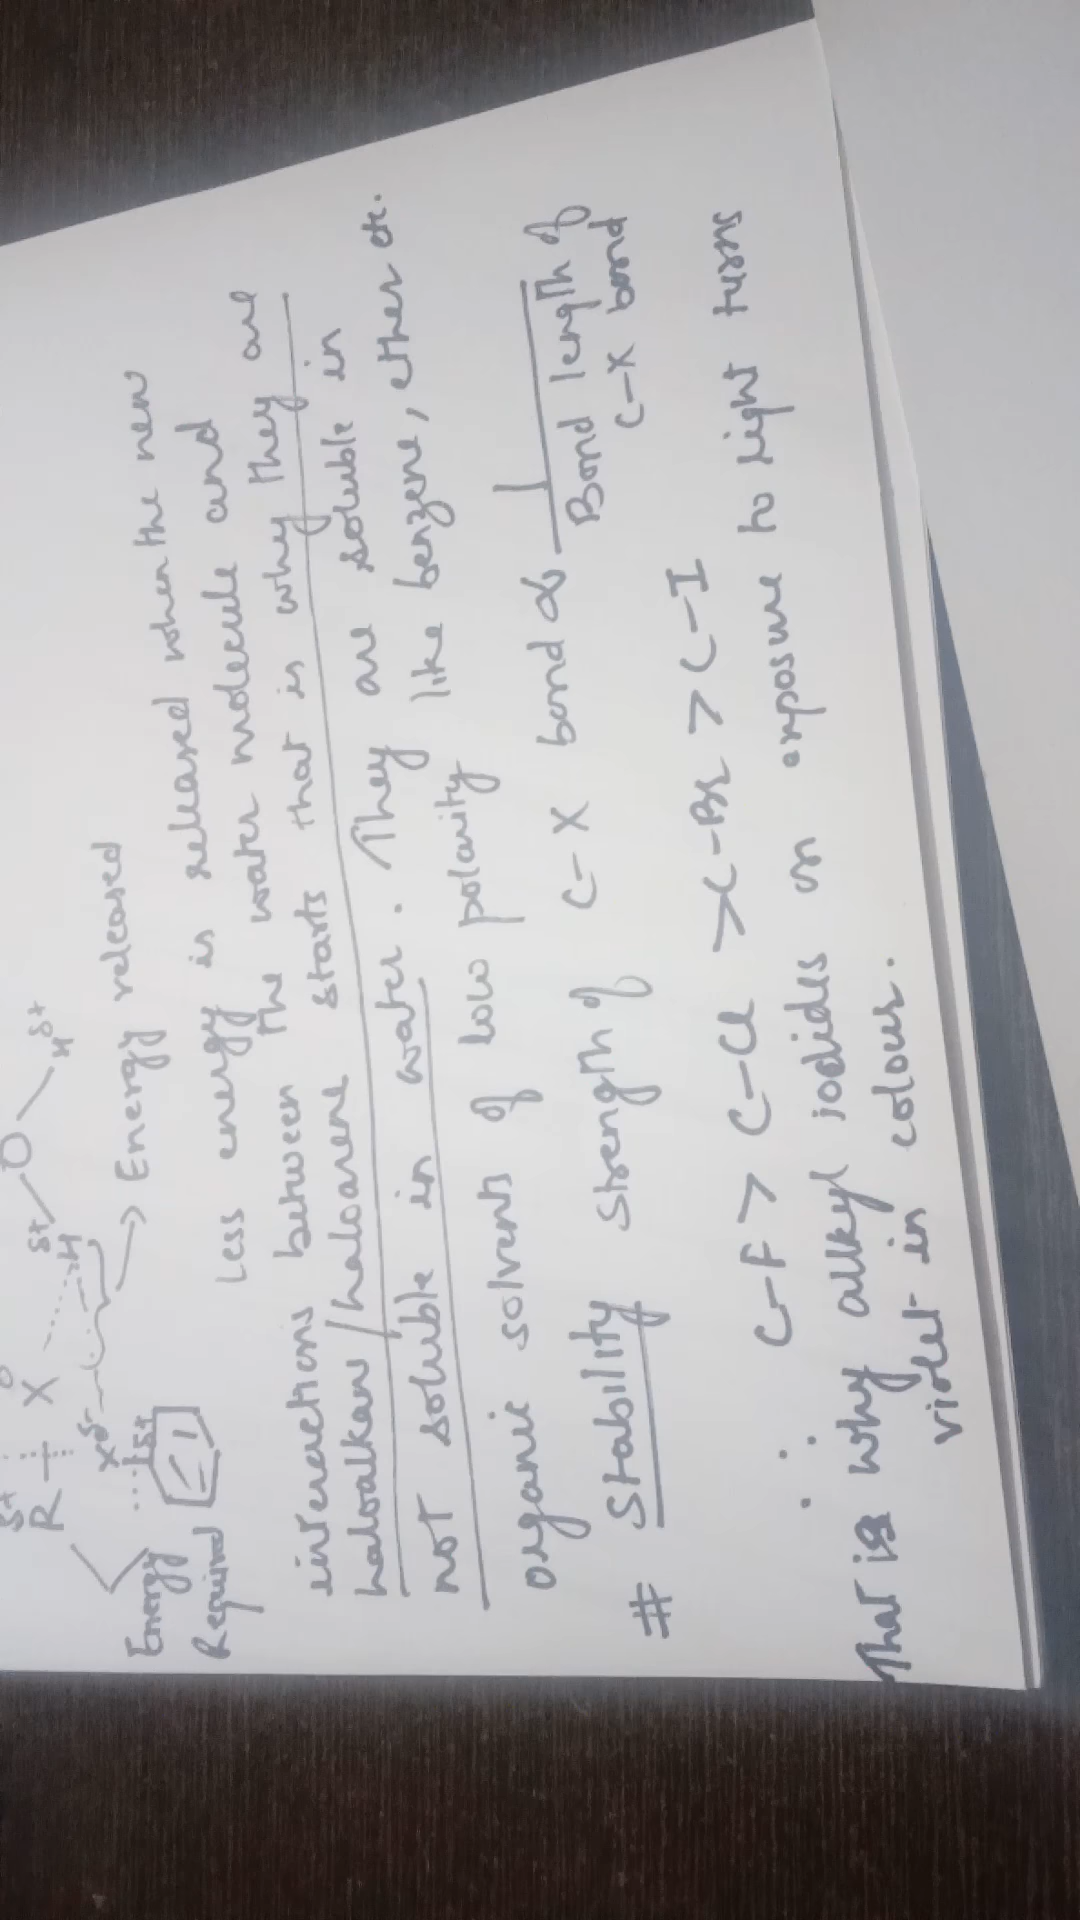 δ+
R
X
δ+
H
O
H δ+
Xδ-
δ+
Energy
Required
→ Energy released
Less energy is released when the new
interactions between the water molecule and
haloalkan/haloarene starts that is why they are
not soluble in water. They are soluble in
organic solvents of low polarity like benzene, ether etc.
# Stability Strength of C-X bond ∝ 1
Bond length of
C-X bond
∴ C-F > C-Cl > C-Br > C-I
That is why alkyl iodides on exposure to light turns
violet in colour.